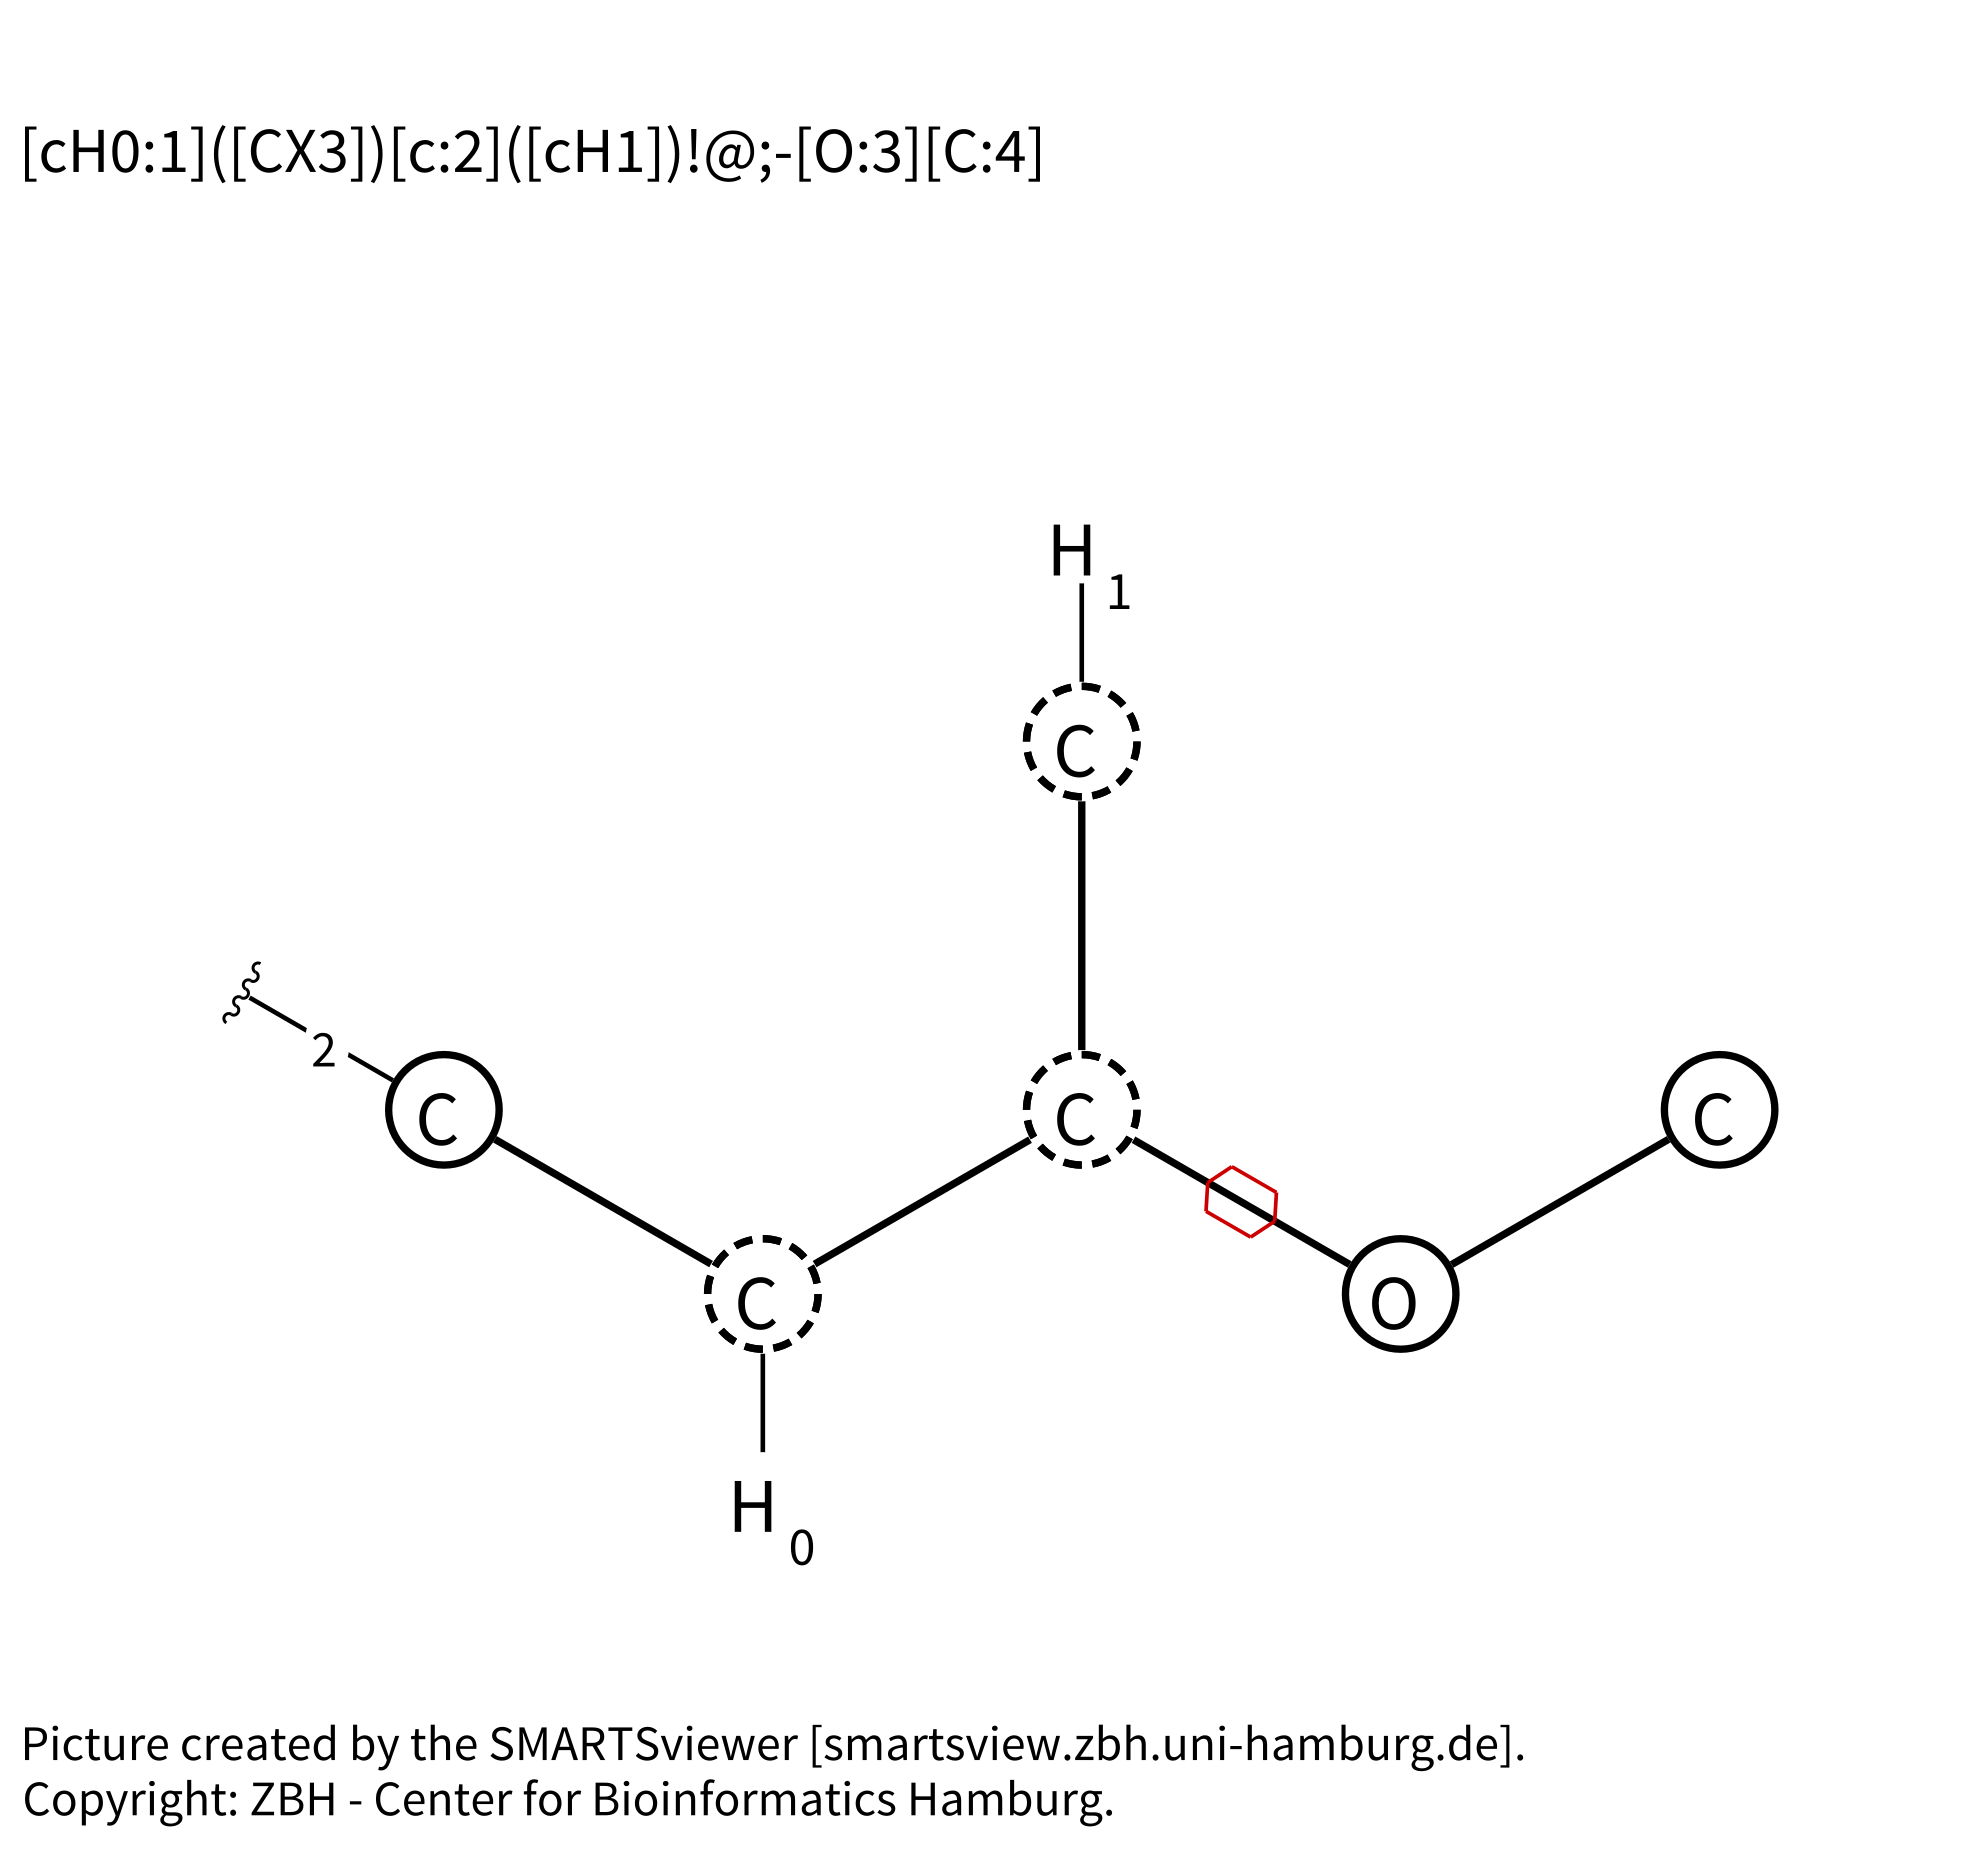 [cH0:1]([CX3])[c:2]([cH1])!@;-[O:3][C:4]
H
1
C
2
C
C
C
C
O
H
0
Picture created by the SMARTSviewer [smartsview.zbh.uni-hamburg.de].
Copyright: ZBH - Center for Bioinformatics Hamburg.